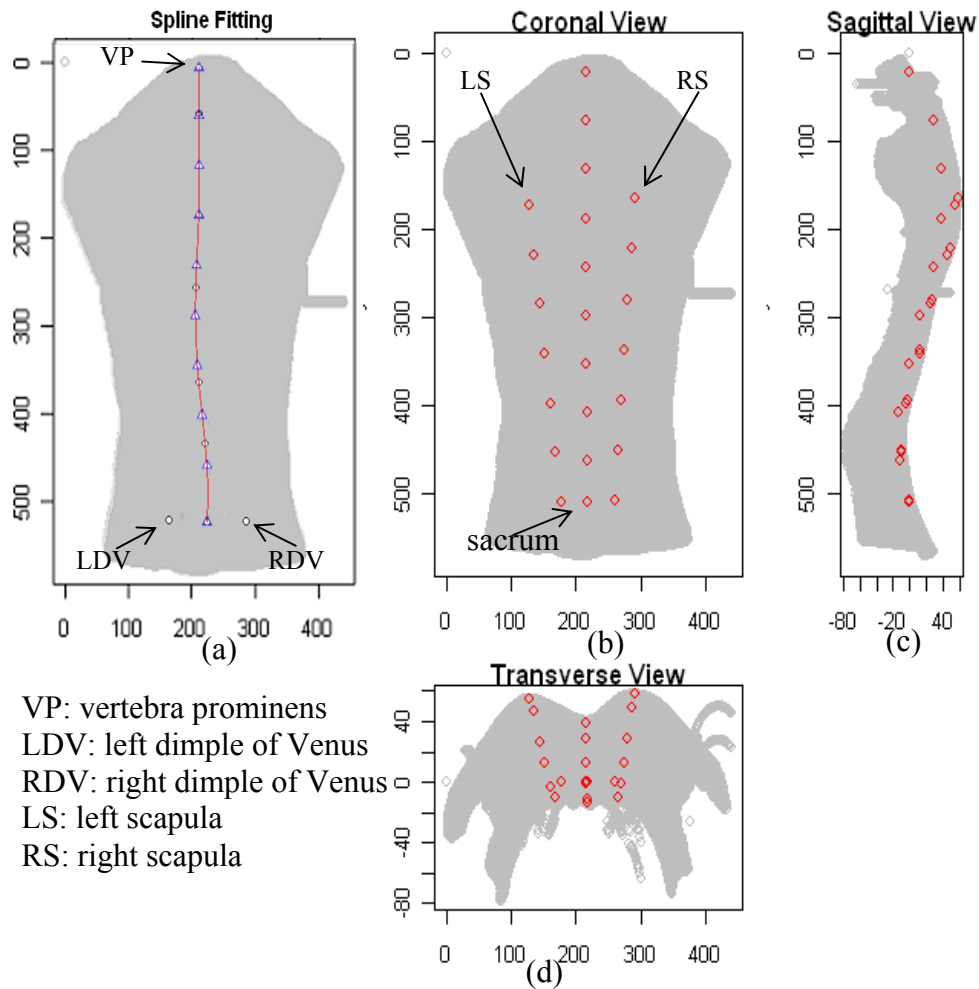 Spline Fitting
VP
0
100
200
300
400
500
LDV
RDV
0 100 200 300 400
(a)
Coronal View
LS
RS
0
100
200
300
400
500
sacrum
0 100 200 300 400
(b)
Sagittal View
0
100
200
300
400
500
-80 -20 40
(c)
VP: vertebra prominens
LDV: left dimple of Venus
RDV: right dimple of Venus
LS: left scapula
RS: right scapula
Transverse View
40
0
-40
-80
0 100 200 300 400
(d)